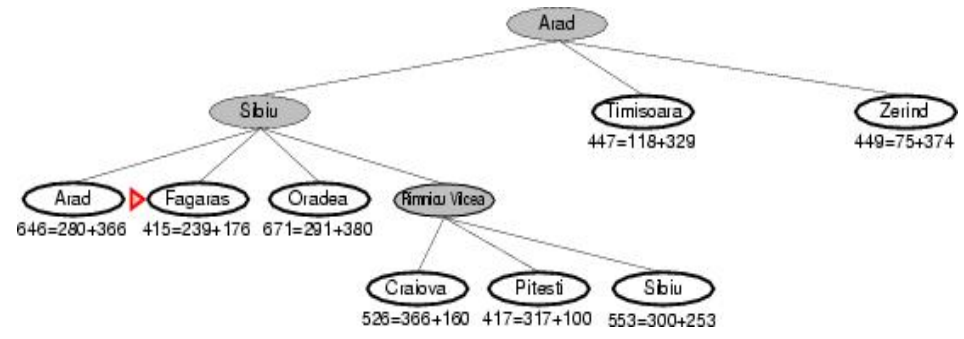 Arad
Sibiu
Timisoara
Zerind
447=118+329
449=75+374
Arad
Fagaras
Oradea
Rimnicu Vilcea
646=280+366
415=239+176
671=291+380
Craiova
Pitesti
Sibiu
526=366+160
417=317+100
553=300+253